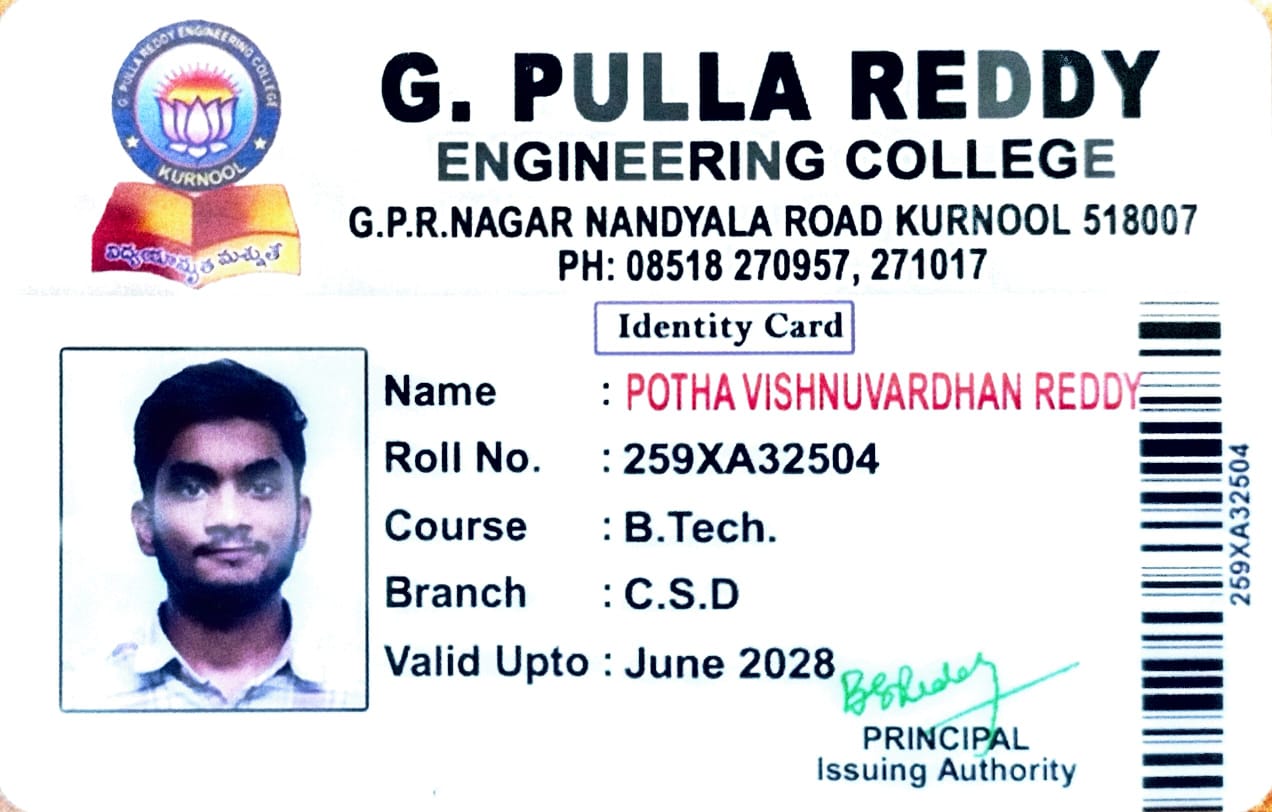 G. PULLA REDDY ENGINEERING COLLEGE
KURNOOL
విద్యయామృత మశ్నుతే
G. PULLA REDDY
ENGINEERING COLLEGE
G.P.R.NAGAR NANDYALA ROAD KURNOOL 518007
PH: 08518 270957, 271017
Identity Card
Name : POTHA VISHNUVARDHAN REDDY
Roll No. : 259XA32504
Course : B.Tech.
Branch : C.S.D
Valid Upto : June 2028
259XA32504
PRINCIPAL
Issuing Authority